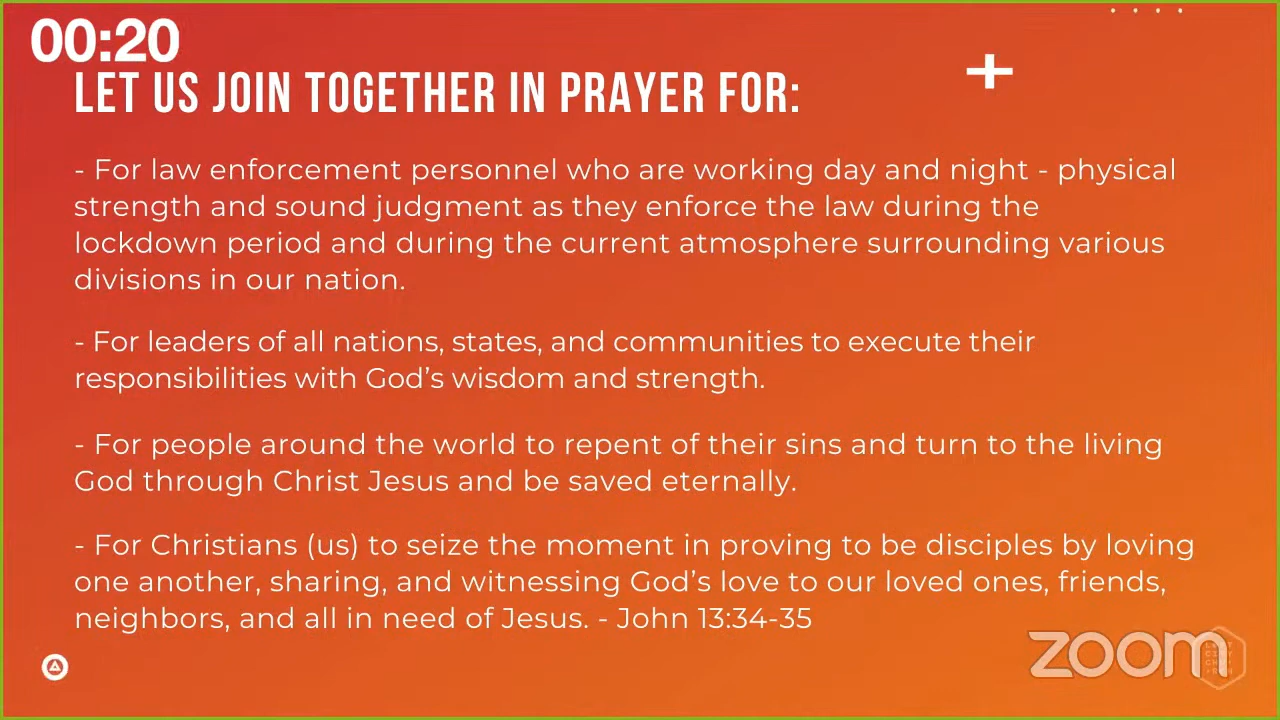 00:20
LET US JOIN TOGETHER IN PRAYER FOR:
- For law enforcement personnel who are working day and night - physical
strength and sound judgment as they enforce the law during the
lockdown period and during the current atmosphere surrounding various
divisions in our nation.
- For leaders of all nations, states, and communities to execute their
responsibilities with God's wisdom and strength.
- For people around the world to repent of their sins and turn to the living
God through Christ Jesus and be saved eternally.
- For Christians (us) to seize the moment in proving to be disciples by loving
one another, sharing, and witnessing God's love to our loved ones, friends,
neighbors, and all in need of Jesus. - John 13:34-35
zoom